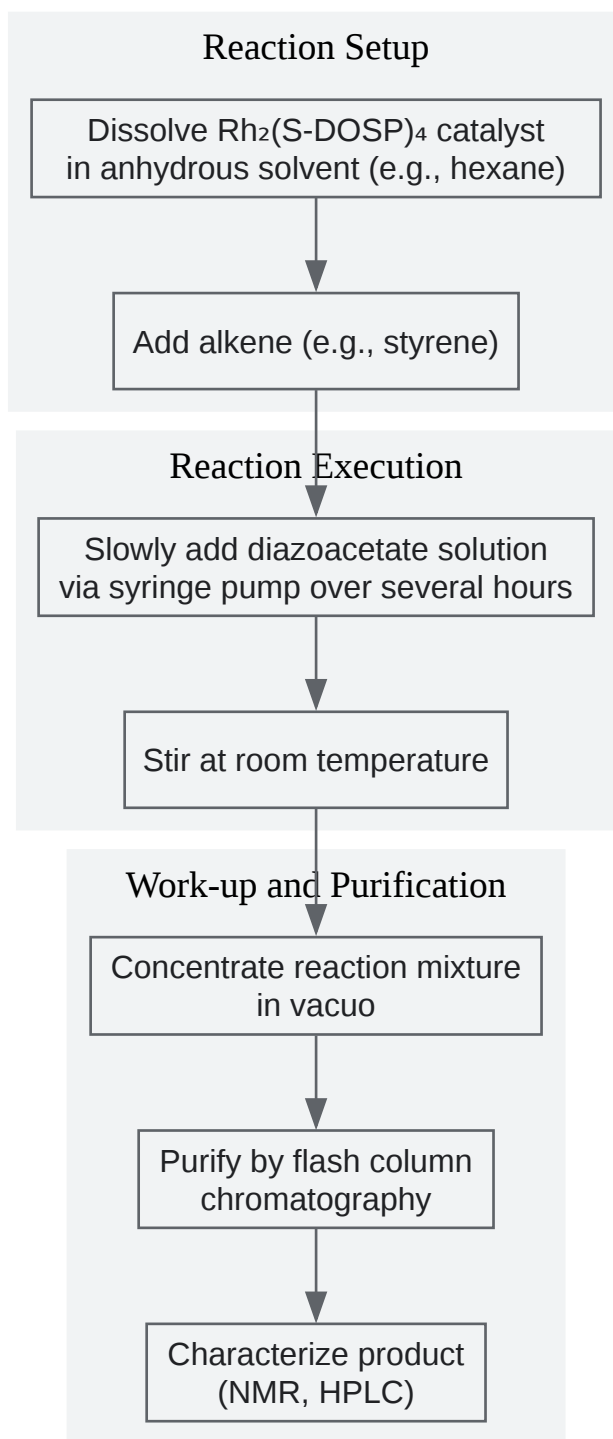 Reaction Setup
Dissolve Rh₂(S-DOSP)₄ catalyst
in anhydrous solvent (e.g., hexane)
Add alkene (e.g., styrene)
Reaction Execution
Slowly add diazoacetate solution
via syringe pump over several hours
Stir at room temperature
Work-up and Purification
Concentrate reaction mixture
in vacuo
Purify by flash column
chromatography
Characterize product
(NMR, HPLC)